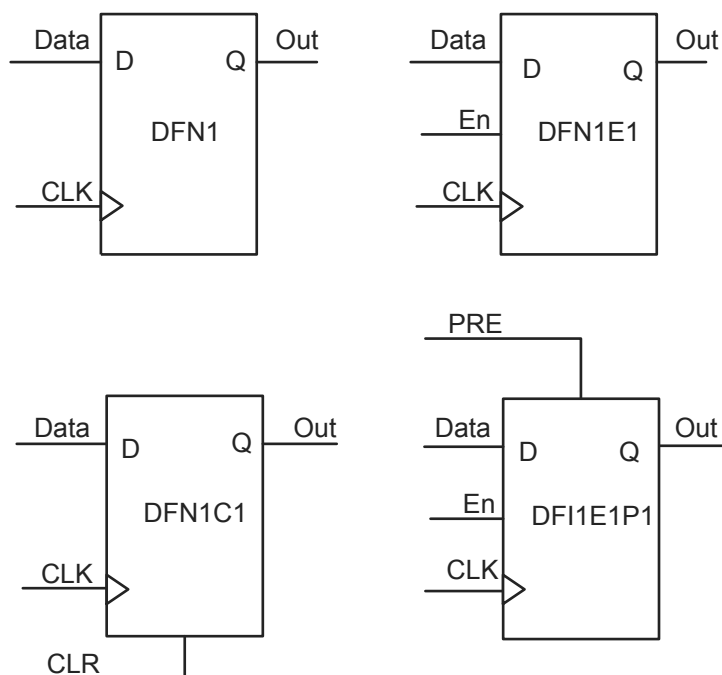 Data
D
Q
Out
DFN1
CLK
Data
D
Q
Out
En
DFN1E1
CLK
Data
D
Q
Out
DFN1C1
CLK
CLR
PRE
Data
D
Q
Out
En
DFI1E1P1
CLK